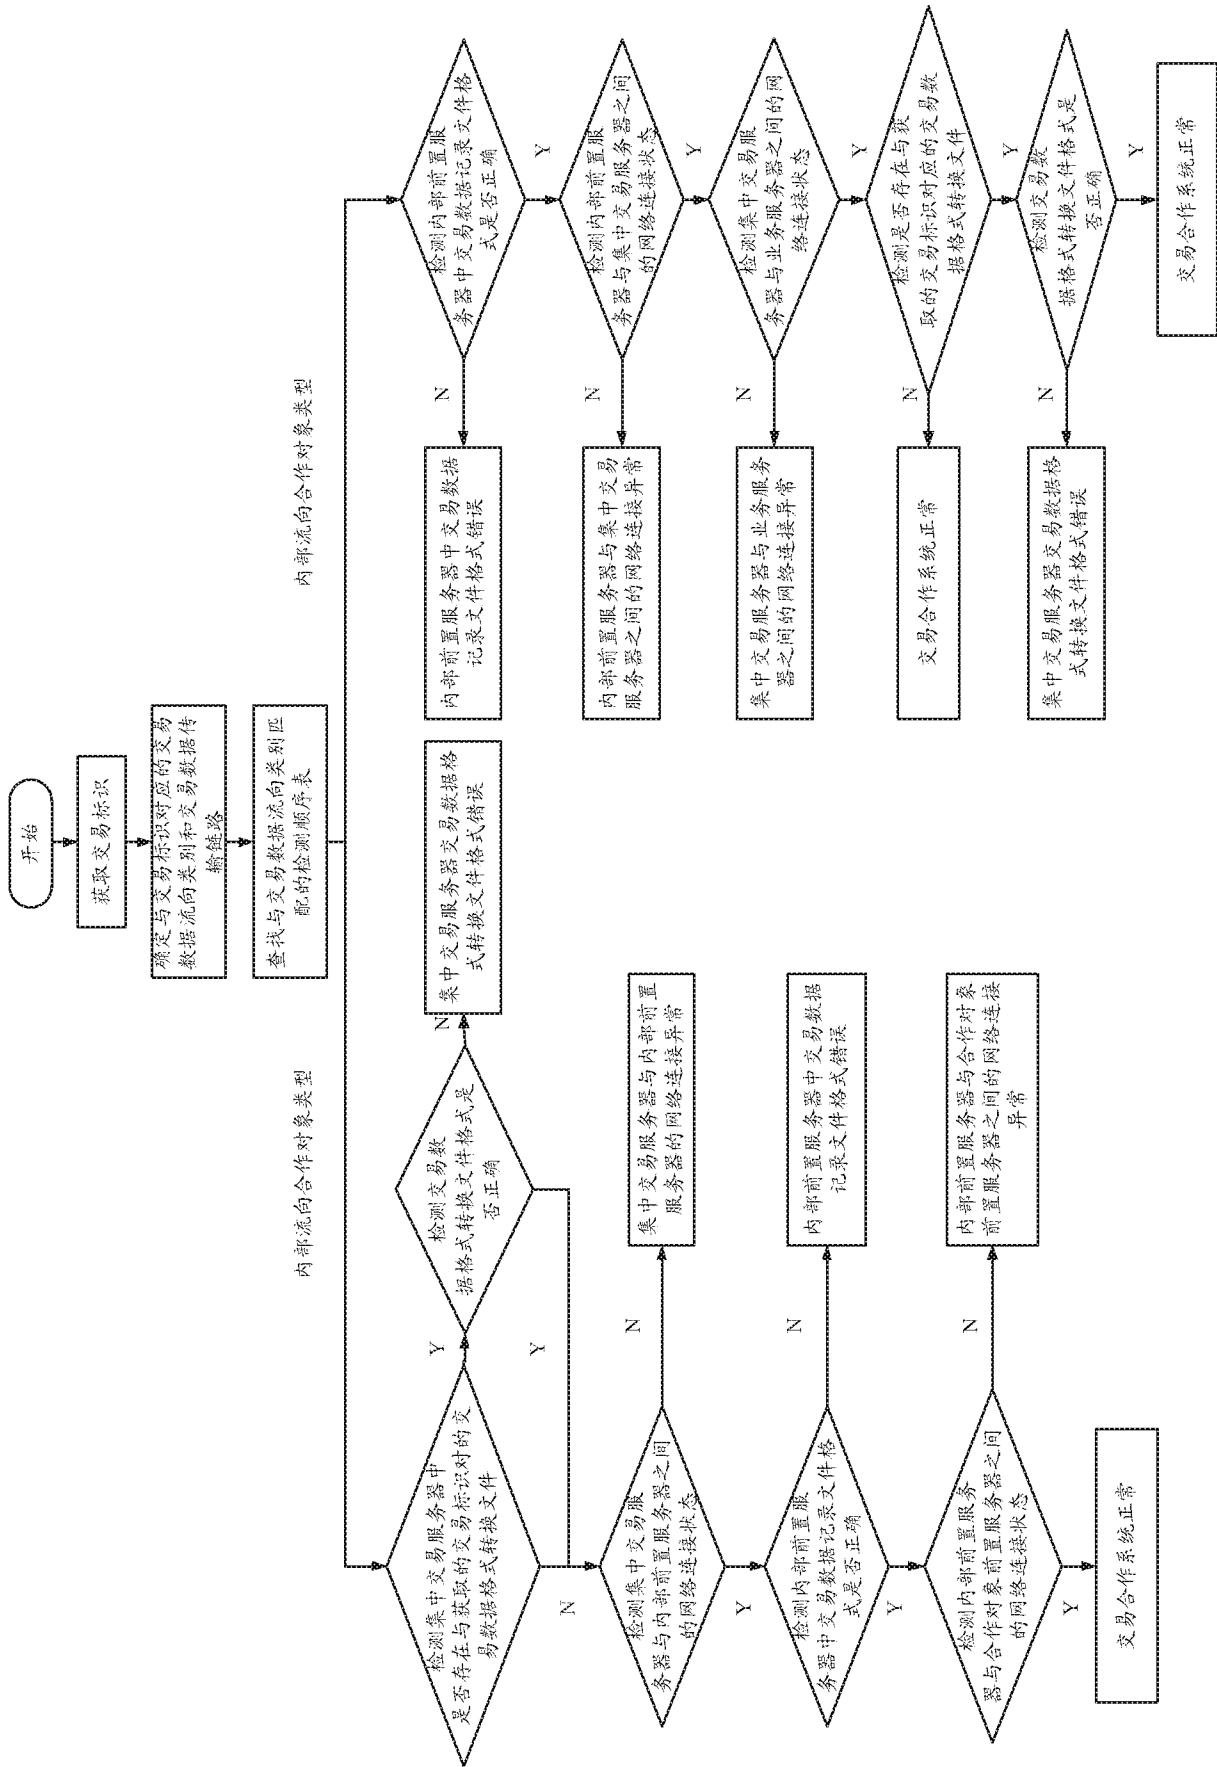 开始
获取交易标识
确定与交易标识对应的交易
数据流向类别和交易数据传
输链路
查找与交易数据流向类别匹
配的检测顺序表
内部流向合作对象类型
内部流向合作对象类型
检测集中交易服务器中
是否存在与获取的交易标识对的交
易数据格式转换文件
Y
检测交易数
据格式转换文件格式是
否正确
N
集中交易服务器交易数据格
式转换文件格式错误
Y
N
检测集中交易服
务器与内部前置服务器之间
的网络连接状态
N
集中交易服务器与内部前置
服务器的网络连接异常
Y
检测内部前置服
务器中交易数据记录文件格
式是否正确
N
内部前置服务器中交易数据
记录文件格式错误
Y
检测内部前置服务
器与合作对象前置服务器之间
的网络连接状态
N
内部前置服务器与合作对象
前置服务器之间的网络连接
异常
Y
交易合作系统正常
检测内部前置服
务器中交易数据记录文件格
式是否正确
N
内部前置服务器中交易数据
记录文件格式错误
Y
检测内部前置服
务器与集中交易服务器之间
的网络连接状态
N
内部前置服务器与集中交易
服务器之间的网络连接异常
Y
检测集中交易服
务器与业务服务器之间的网
络连接状态
N
集中交易服务器与业务服务
器之间的网络连接异常
Y
检测是否存在与获
取的交易标识对应的交易数
据格式转换文件
N
交易合作系统正常
Y
检测交易数
据格式转换文件格式是
否正确
N
集中交易服务器交易数据格
式转换文件格式错误
Y
交易合作系统正常